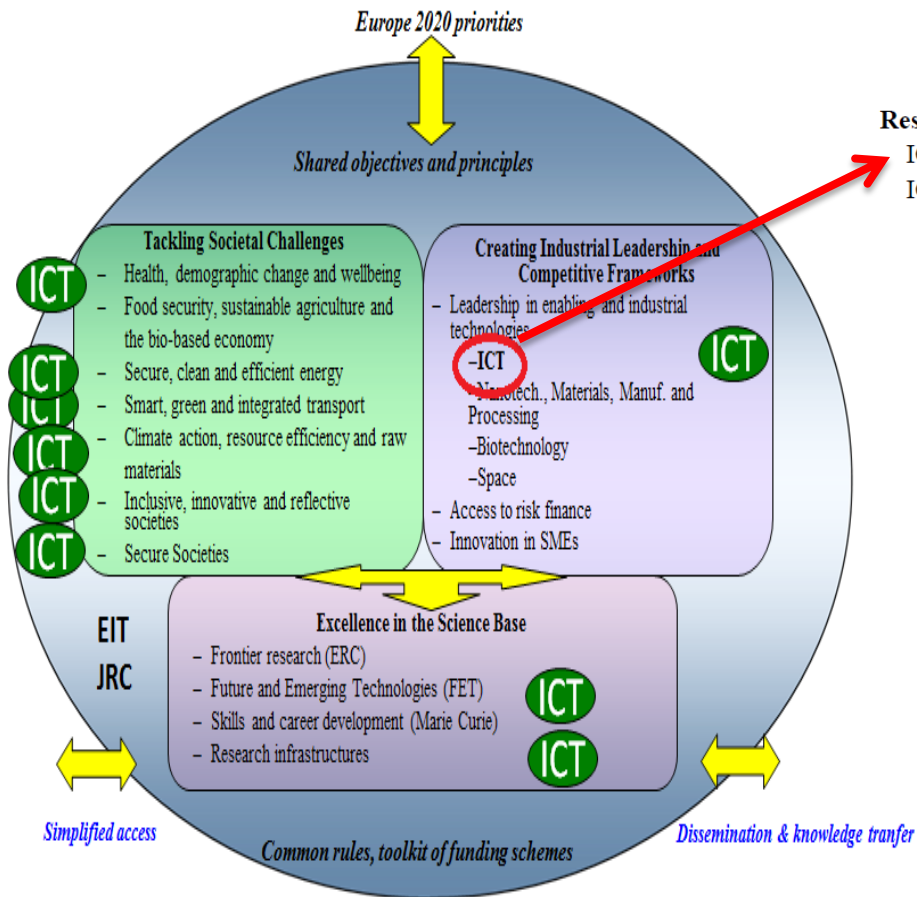 Europe 2020 priorities
Shared objectives and principles
Res
IC
IC
Tackling Societal Challenges
ICT
– Health, demographic change and wellbeing
– Food security, sustainable agriculture and
the bio-based economy
ICT
– Secure, clean and efficient energy
ICT
– Smart, green and integrated transport
ICT
– Climate action, resource efficiency and raw
materials
ICT
– Inclusive, innovative and reflective
societies
ICT
– Secure Societies
Creating Industrial Leadership and
Competitive Frameworks
– Leadership in enabling and industrial
technologies
ICT
–ICT
–Nanotech., Materials, Manuf. and
Processing
–Biotechnology
–Space
– Access to risk finance
– Innovation in SMEs
EIT
JRC
Excellence in the Science Base
– Frontier research (ERC)
– Future and Emerging Technologies (FET)
ICT
– Skills and career development (Marie Curie)
– Research infrastructures
ICT
Simplified access
Dissemination & knowledge tranfer
Common rules, toolkit of funding schemes